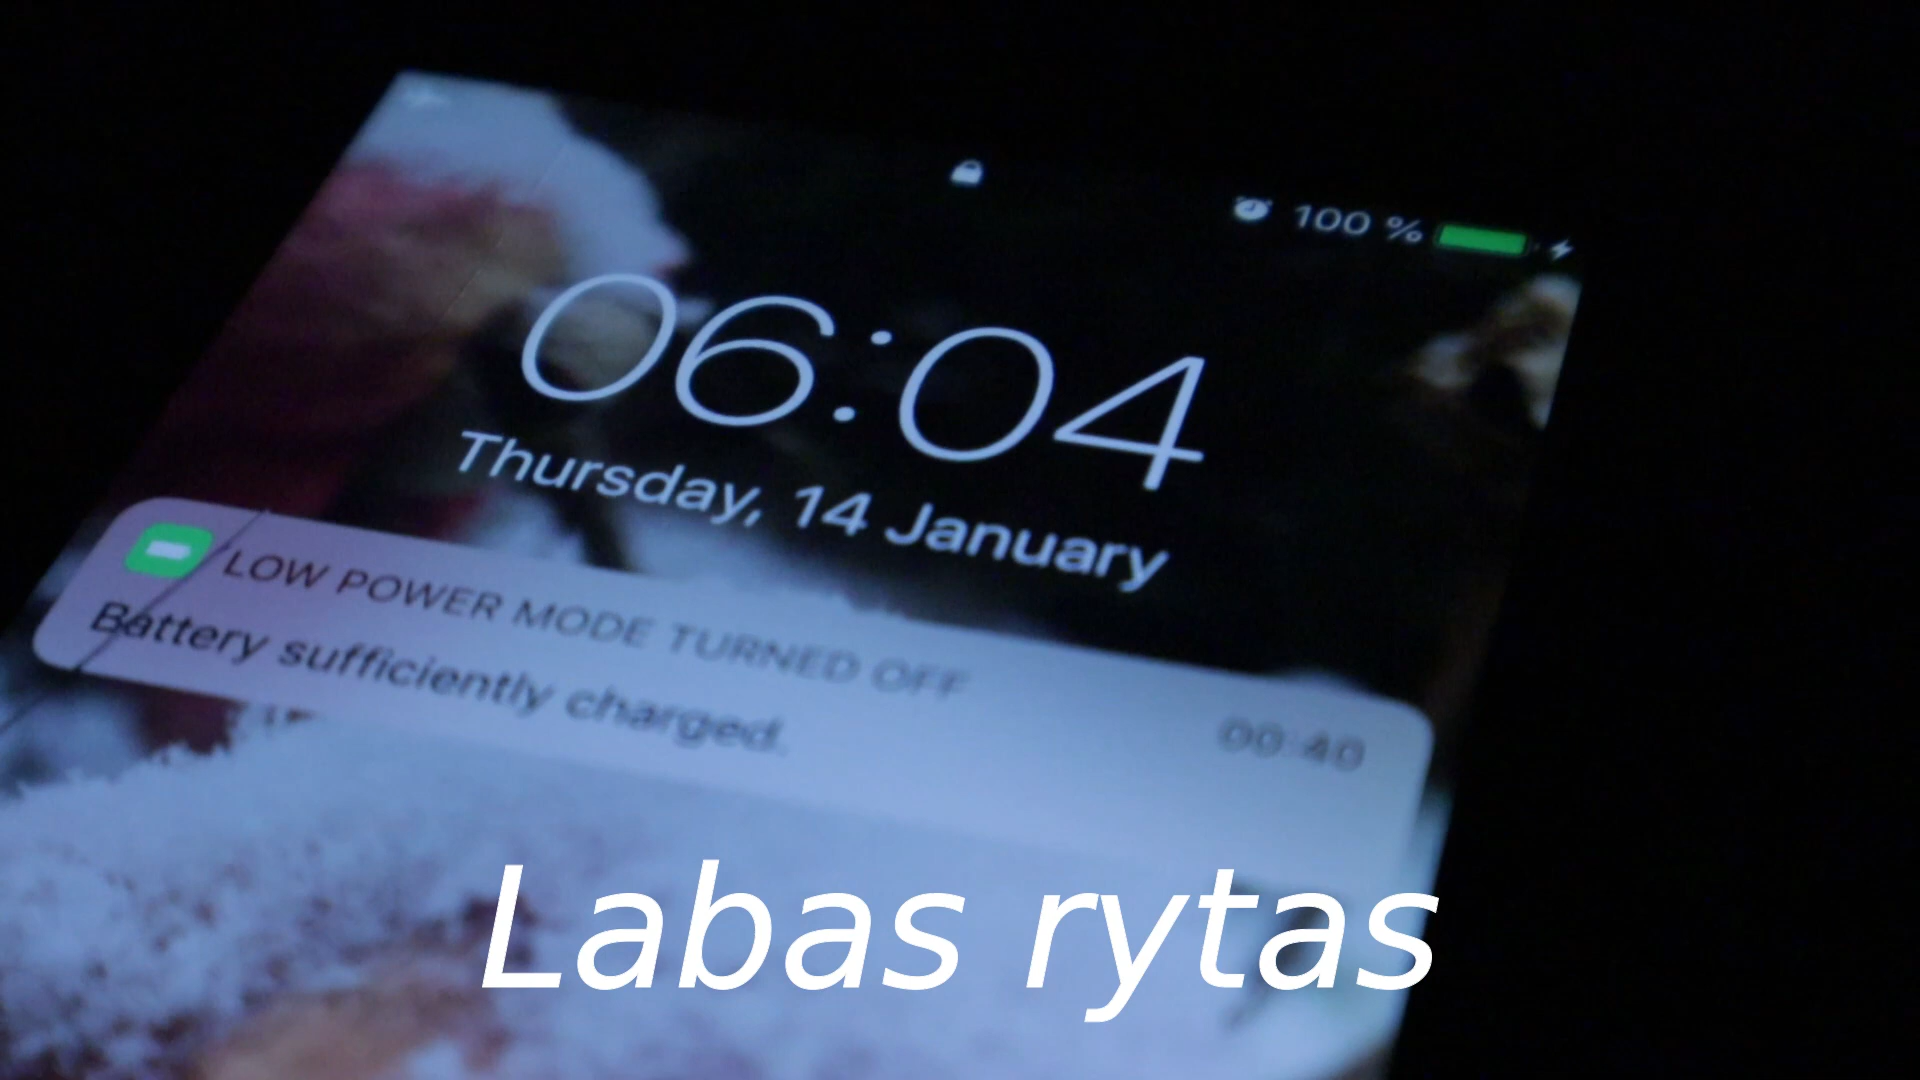 100 %
06:04
Thursday, 14 January
LOW POWER MODE TURNED OFF
00:40
Battery sufficiently charged.
Labas rytas